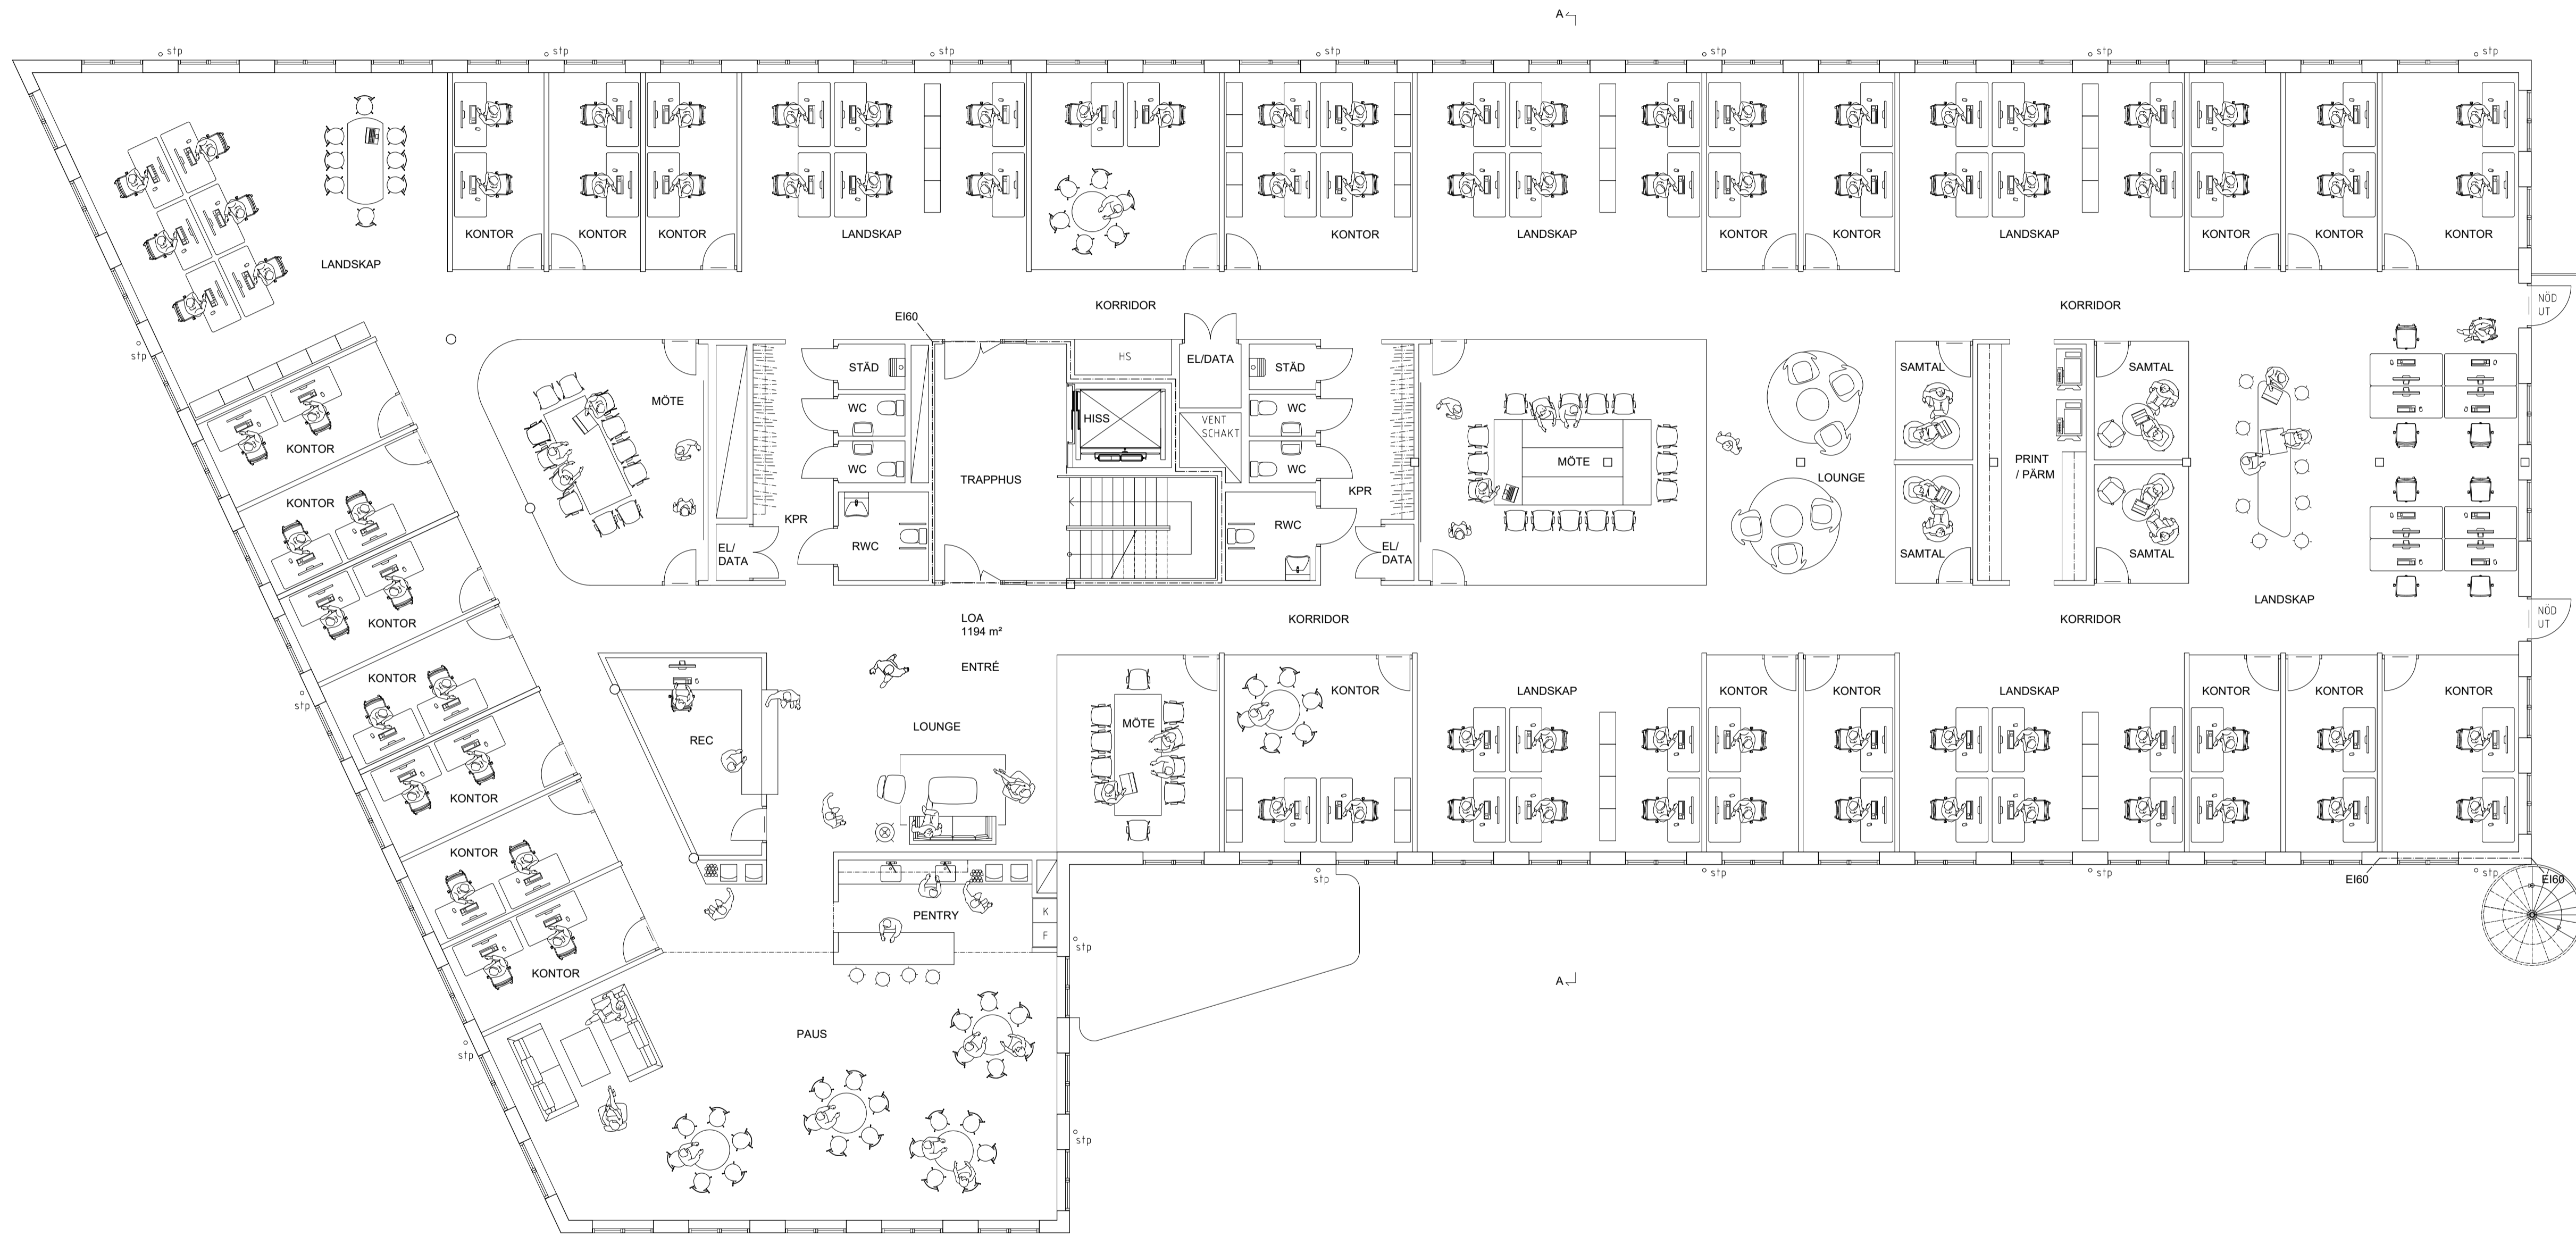 A
stp
stp
stp
stp
stp
stp
stp
KONTOR
KONTOR
KONTOR
LANDSKAP
KONTOR
LANDSKAP
KONTOR
KONTOR
LANDSKAP
KONTOR
KONTOR
KONTOR
LANDSKAP
KORRIDOR
KORRIDOR
NÖD
UT
EI60
stp
HS
EL/DATA
STÄD
STÄD
SAMTAL
SAMTAL
MÖTE
WC
HISS
VENT
SCHAKT
WC
KONTOR
WC
WC
MÖTE
PRINT
/ PÄRM
LOUNGE
TRAPPHUS
KPR
KPR
KONTOR
RWC
RWC
EL/
DATA
EL/
DATA
SAMTAL
SAMTAL
LANDSKAP
NÖD
UT
KONTOR
LOA
1194 m²
KORRIDOR
KORRIDOR
ENTRÉ
KONTOR
stp
KONTOR
LANDSKAP
KONTOR
KONTOR
LANDSKAP
KONTOR
KONTOR
KONTOR
LOUNGE
MÖTE
REC
KONTOR
KONTOR
stp
stp
stp
stp
EI60
EI60
PENTRY
K
F
stp
KONTOR
A
PAUS
stp
stp